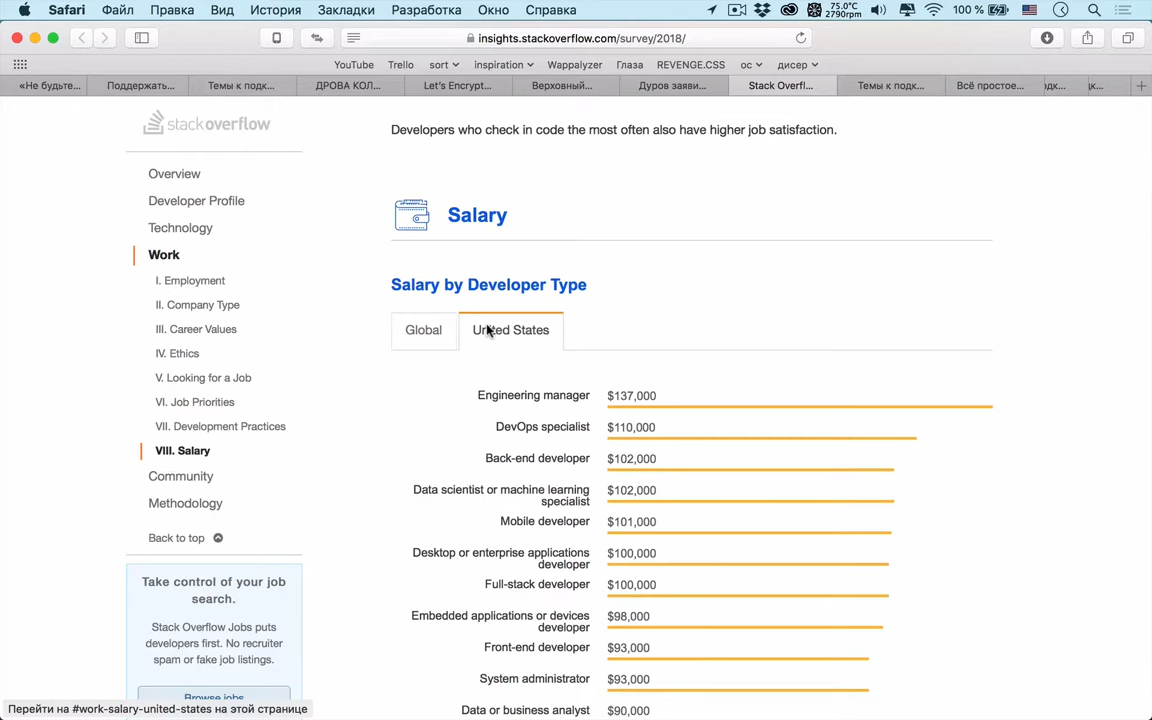 Safari Файл Правка Вид История Закладки Разработка Окно Справка 75.0°C 2790rpm 100 %
insights.stackoverflow.com/survey/2018/
YouTube Trello sort inspiration Wappalyzer Глаза REVENGE.CSS ос дисер
«Не будьте... Поддержать... Темы к подк... ДРОВА КОЛ... Let's Encrypt... Верховный... Дуров заяви... Stack Overfl... Темы к подк... Всё простое... одк... к...
stackoverflow
Overview
Developer Profile
Technology
Work
I. Employment
II. Company Type
III. Career Values
IV. Ethics
V. Looking for a Job
VI. Job Priorities
VII. Development Practices
VIII. Salary
Community
Methodology
Back to top
Take control of your job
search.
Stack Overflow Jobs puts
developers first. No recruiter
spam or fake job listings.
Browse jobs
Developers who check in code the most often also have higher job satisfaction.
Salary
Salary by Developer Type
Global United States
Engineering manager $137,000
DevOps specialist $110,000
Back-end developer $102,000
Data scientist or machine learning
specialist $102,000
Mobile developer $101,000
Desktop or enterprise applications
developer $100,000
Full-stack developer $100,000
Embedded applications or devices
developer $98,000
Front-end developer $93,000
System administrator $93,000
Data or business analyst $90,000
Перейти на #work-salary-united-states на этой странице